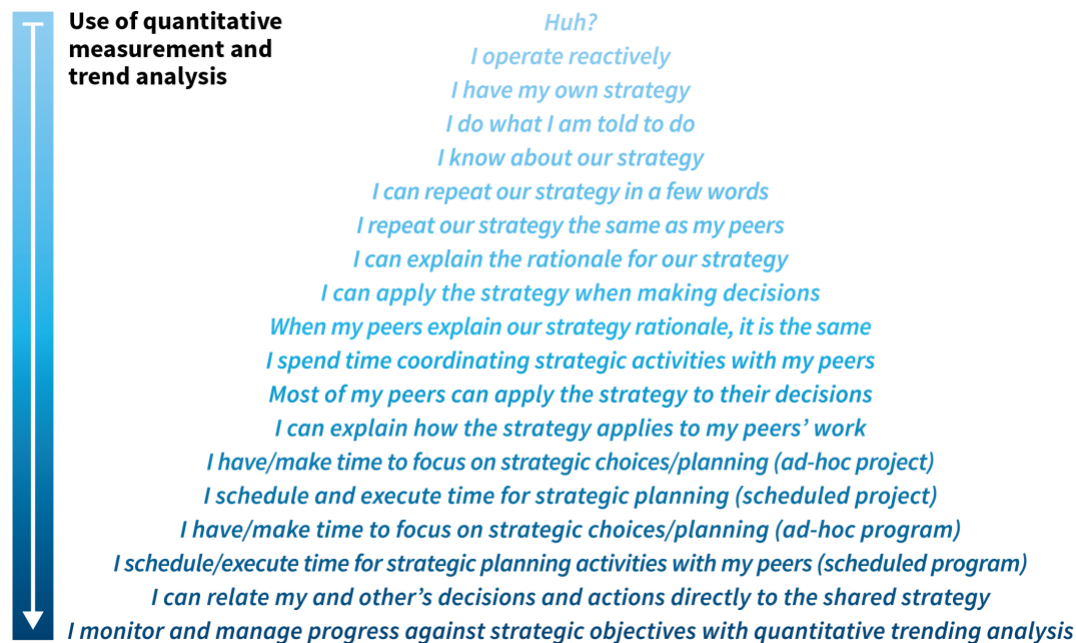 Use of quantitative
measurement and
trend analysis
Huh?
I operate reactively
I have my own strategy
I do what I am told to do
I know about our strategy
I can repeat our strategy in a few words
I repeat our strategy the same as my peers
I can explain the rationale for our strategy
I can apply the strategy when making decisions
When my peers explain our strategy rationale, it is the same
I spend time coordinating strategic activities with my peers
Most of my peers can apply the strategy to their decisions
I can explain how the strategy applies to my peers’ work
I have/make time to focus on strategic choices/planning (ad-hoc project)
I schedule and execute time for strategic planning (scheduled project)
I have/make time to focus on strategic choices/planning (ad-hoc program)
I schedule/execute time for strategic planning activities with my peers (scheduled program)
I can relate my and other’s decisions and actions directly to the shared strategy
I monitor and manage progress against strategic objectives with quantitative trending analysis